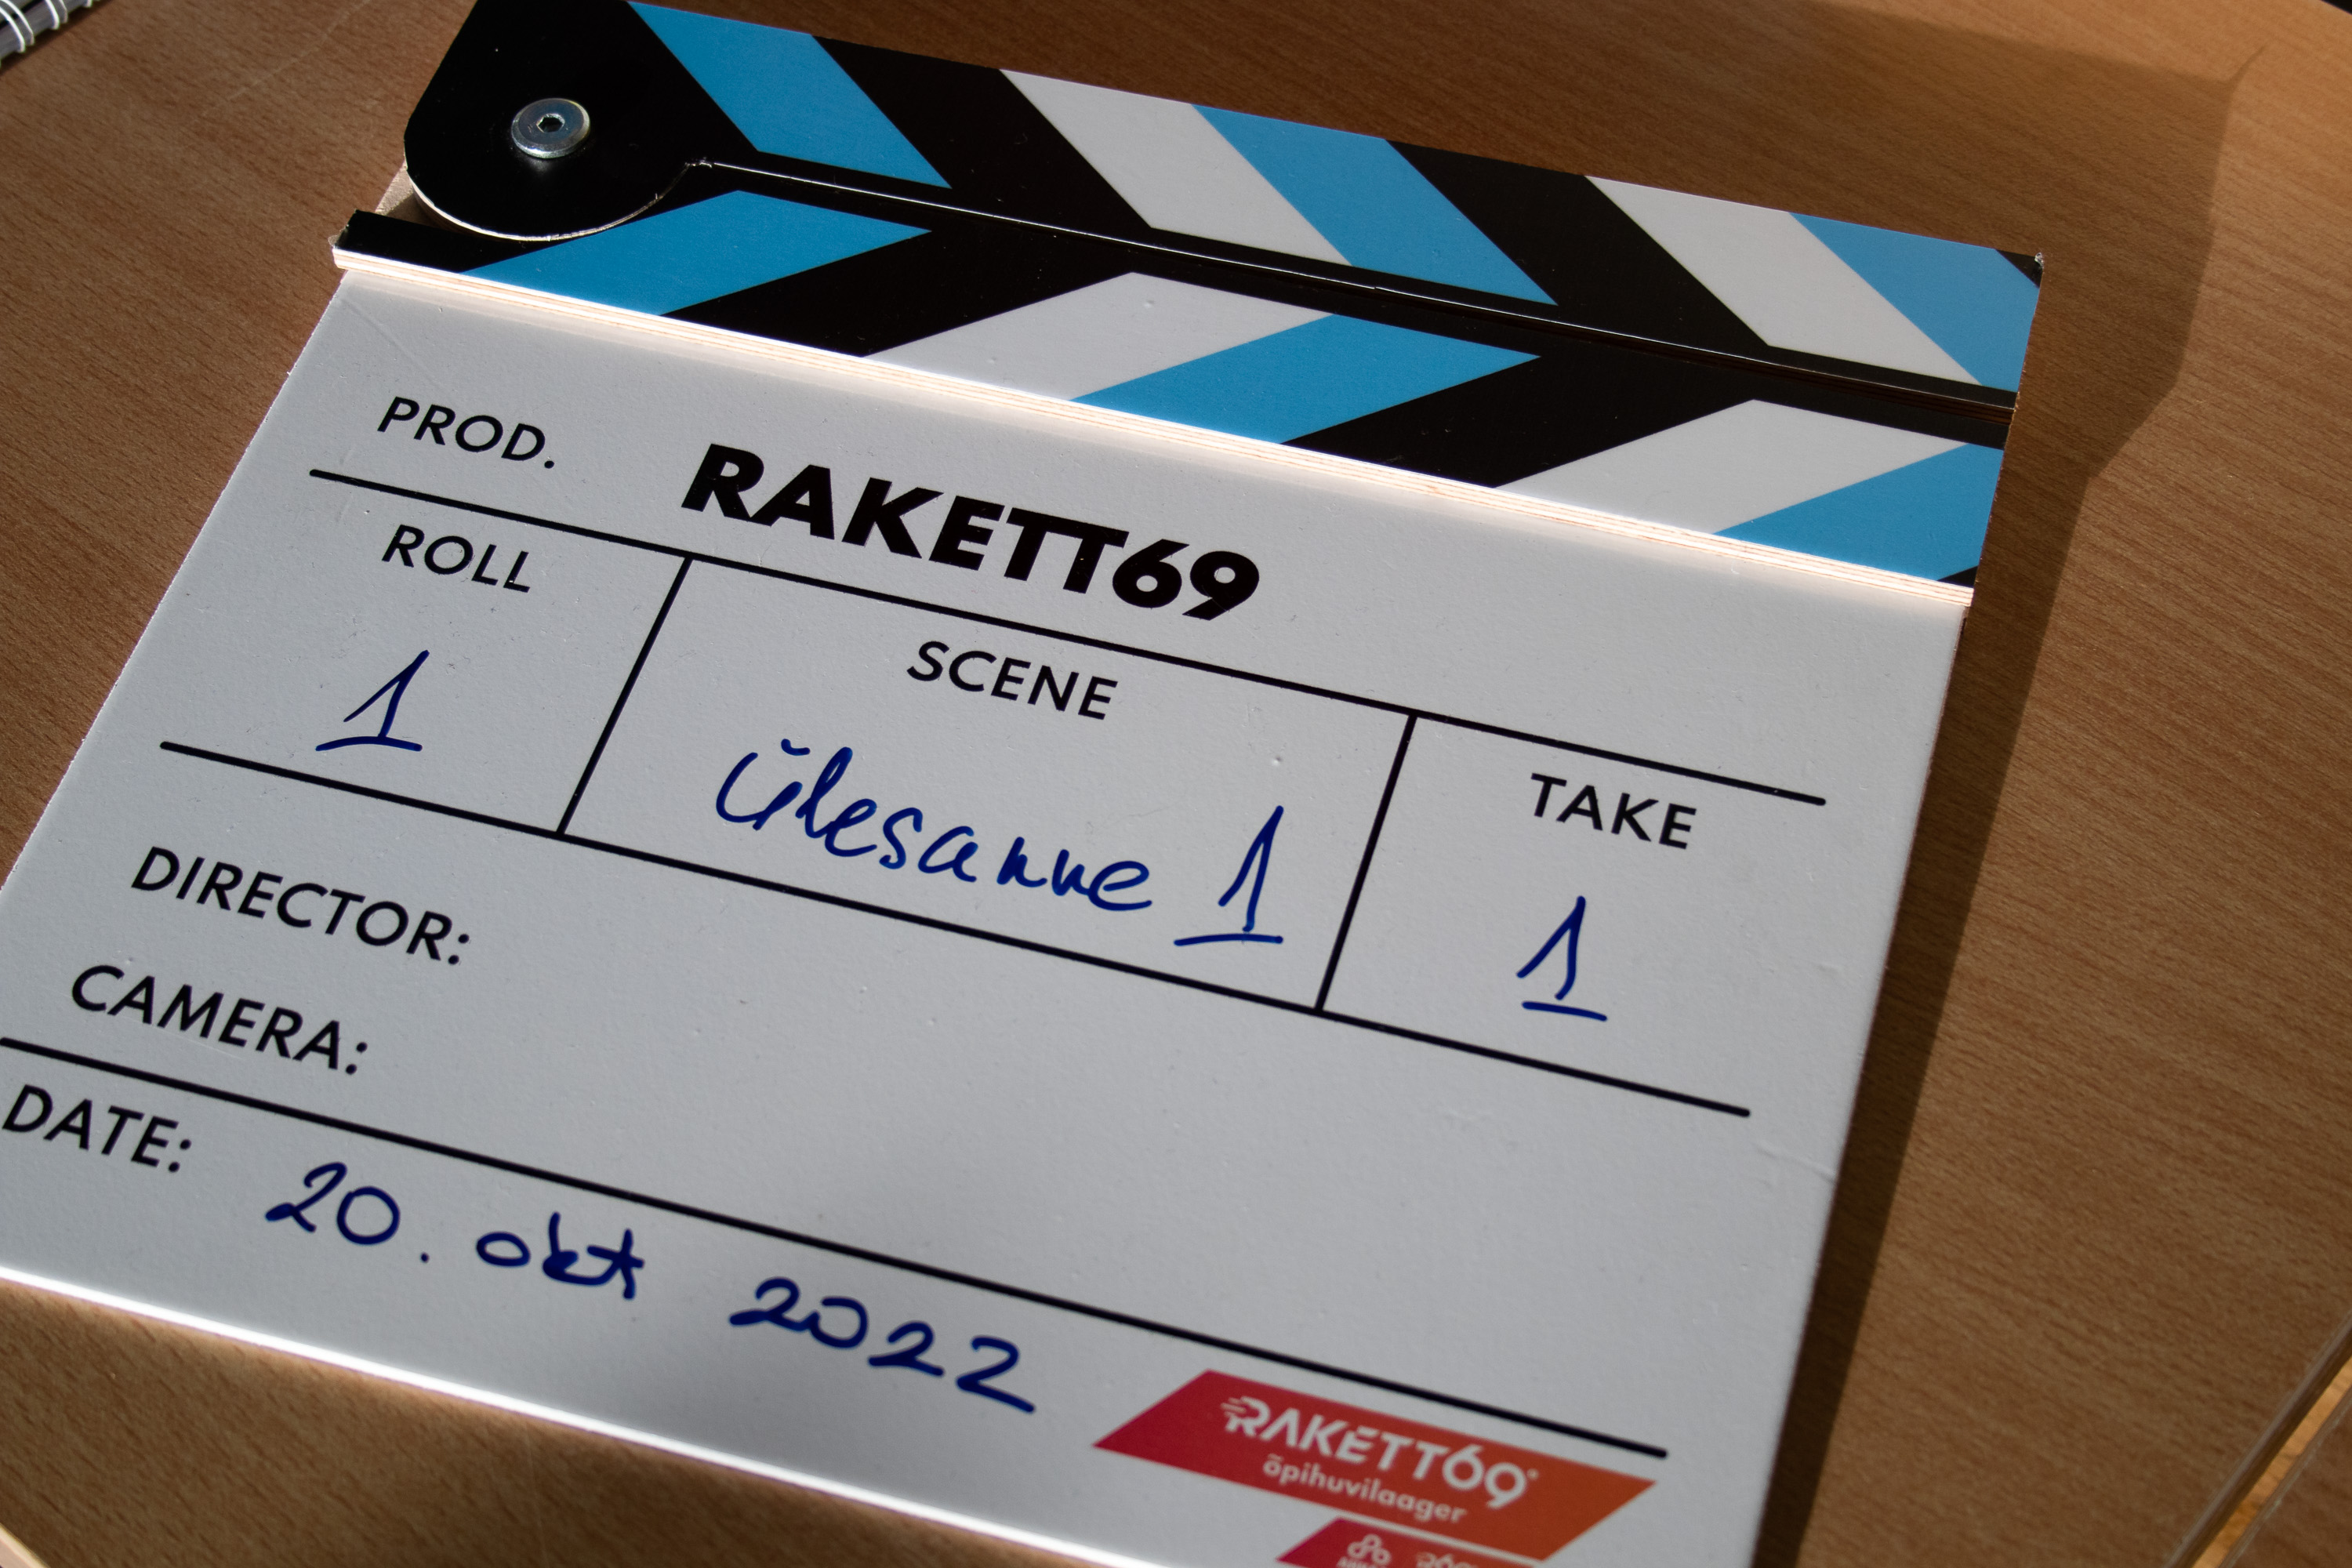 PROD. RAKETT69
ROLL
SCENE
TAKE
1
Ülesanne 1
1
DIRECTOR:
CAMERA:
DATE: 20. okt 2022
RAKETT69
õpihuvilaager